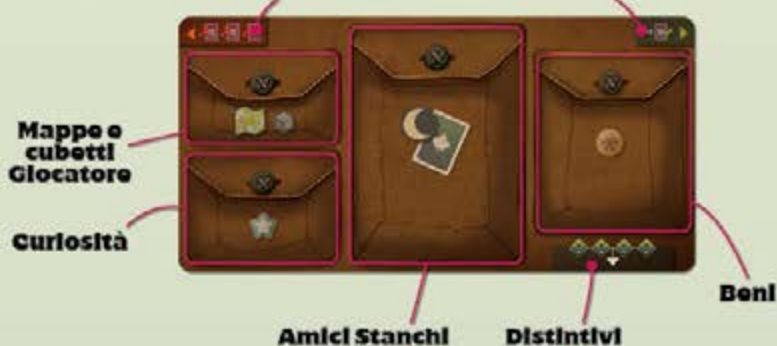 Mappe e
cubetti
Giocatore
Curiosità
Amici Stanchi
Distintivi
Beni